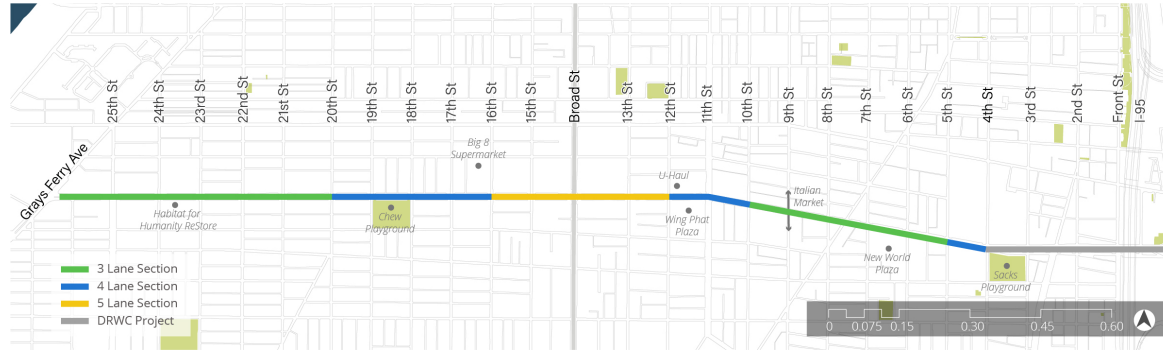 25th St
24th St
23rd St
22nd St
21st St
20th St
19th St
18th St
17th St
16th St
15th St
Broad St
13th St
12th St
11th St
10th St
9th St
8th St
7th St
6th St
5th St
4th St
3rd St
2nd St
Front St
I-95
Grays Ferry Ave
Big 8
Supermarket
U-Haul
Italian
Market
Habitat for
Humanity ReStore
Chew
Playground
Wing Phat
Plaza
New World
Plaza
Sacks
Playground
3 Lane Section
4 Lane Section
5 Lane Section
DRWC Project
0 0.075 0.15 0.30 0.45 0.60